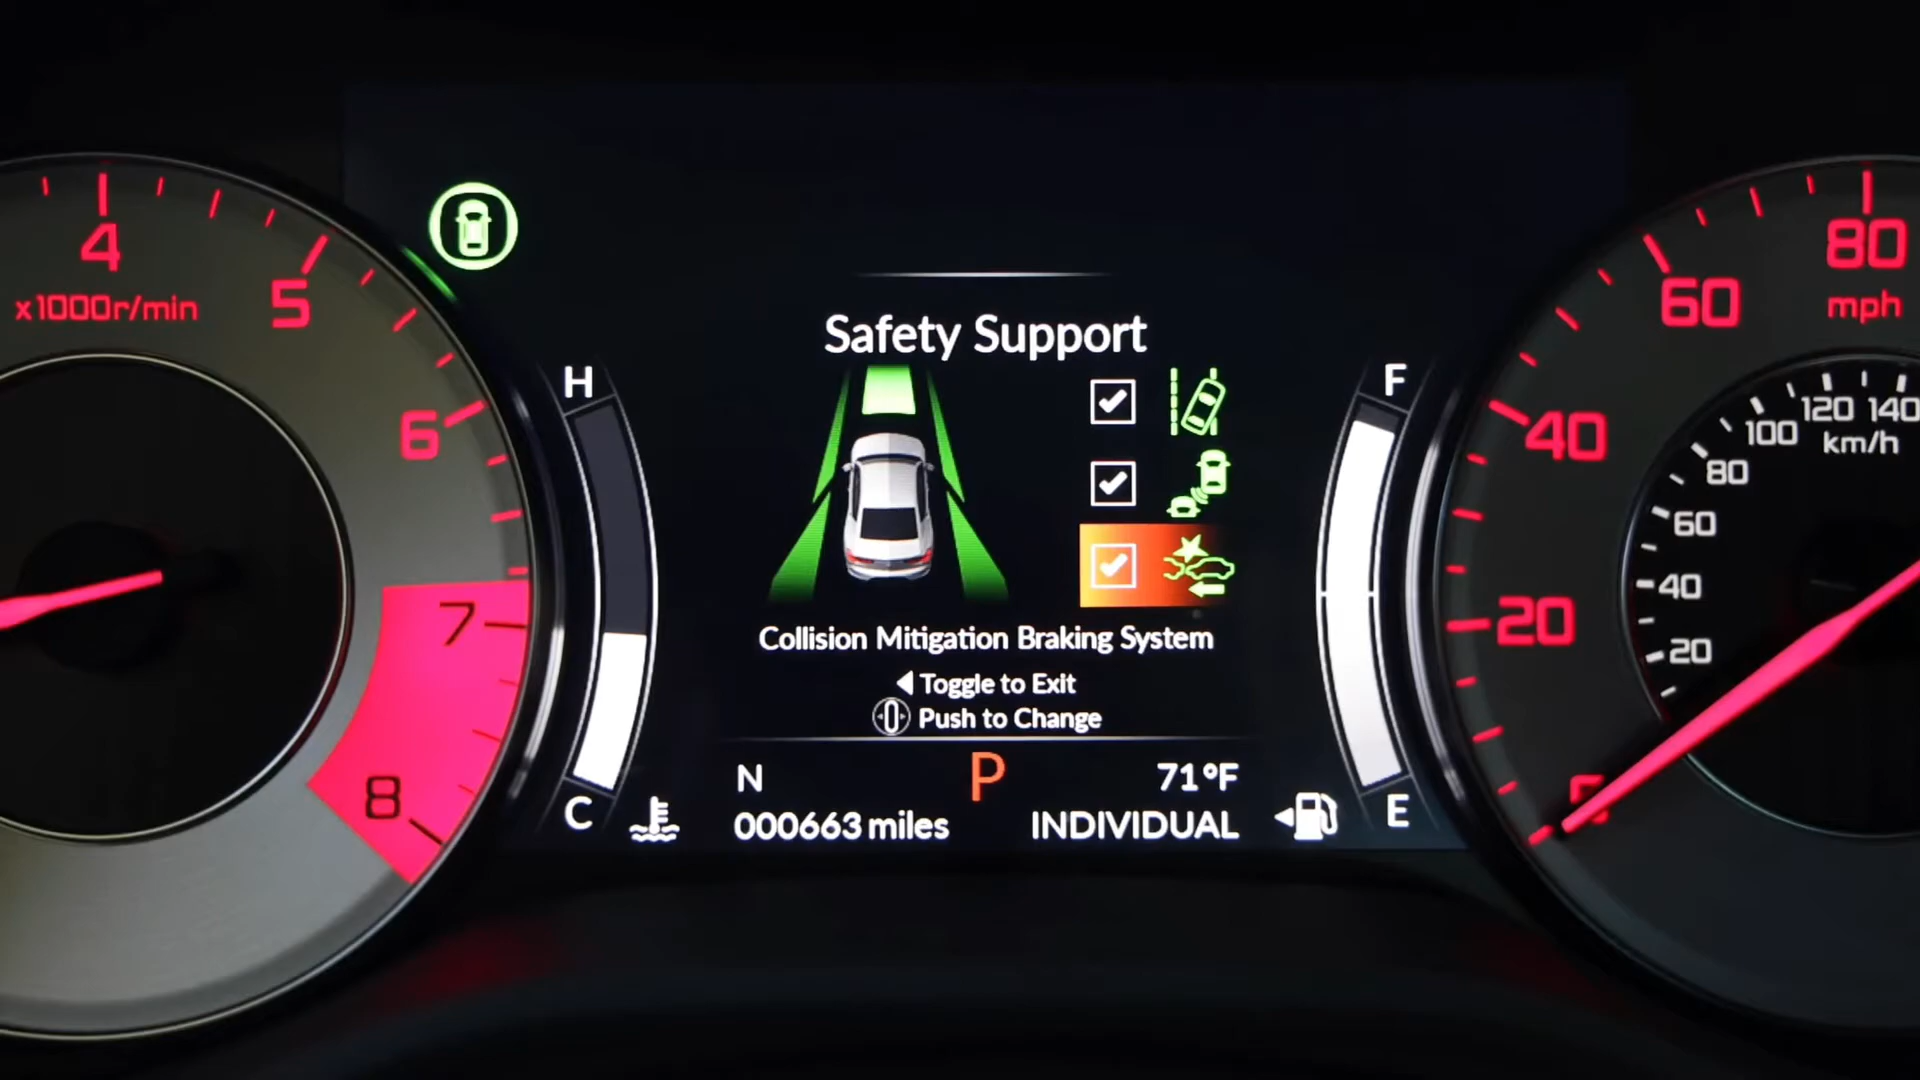 4
5
6
7
8
x1000r/min
H
C
Safety Support
Collision Mitigation Braking System
Toggle to Exit
Push to Change
N
P
71°F
000663 miles
INDIVIDUAL
F
E
80
mph
60
40
20
5
120
140
km/h
100
80
60
40
20